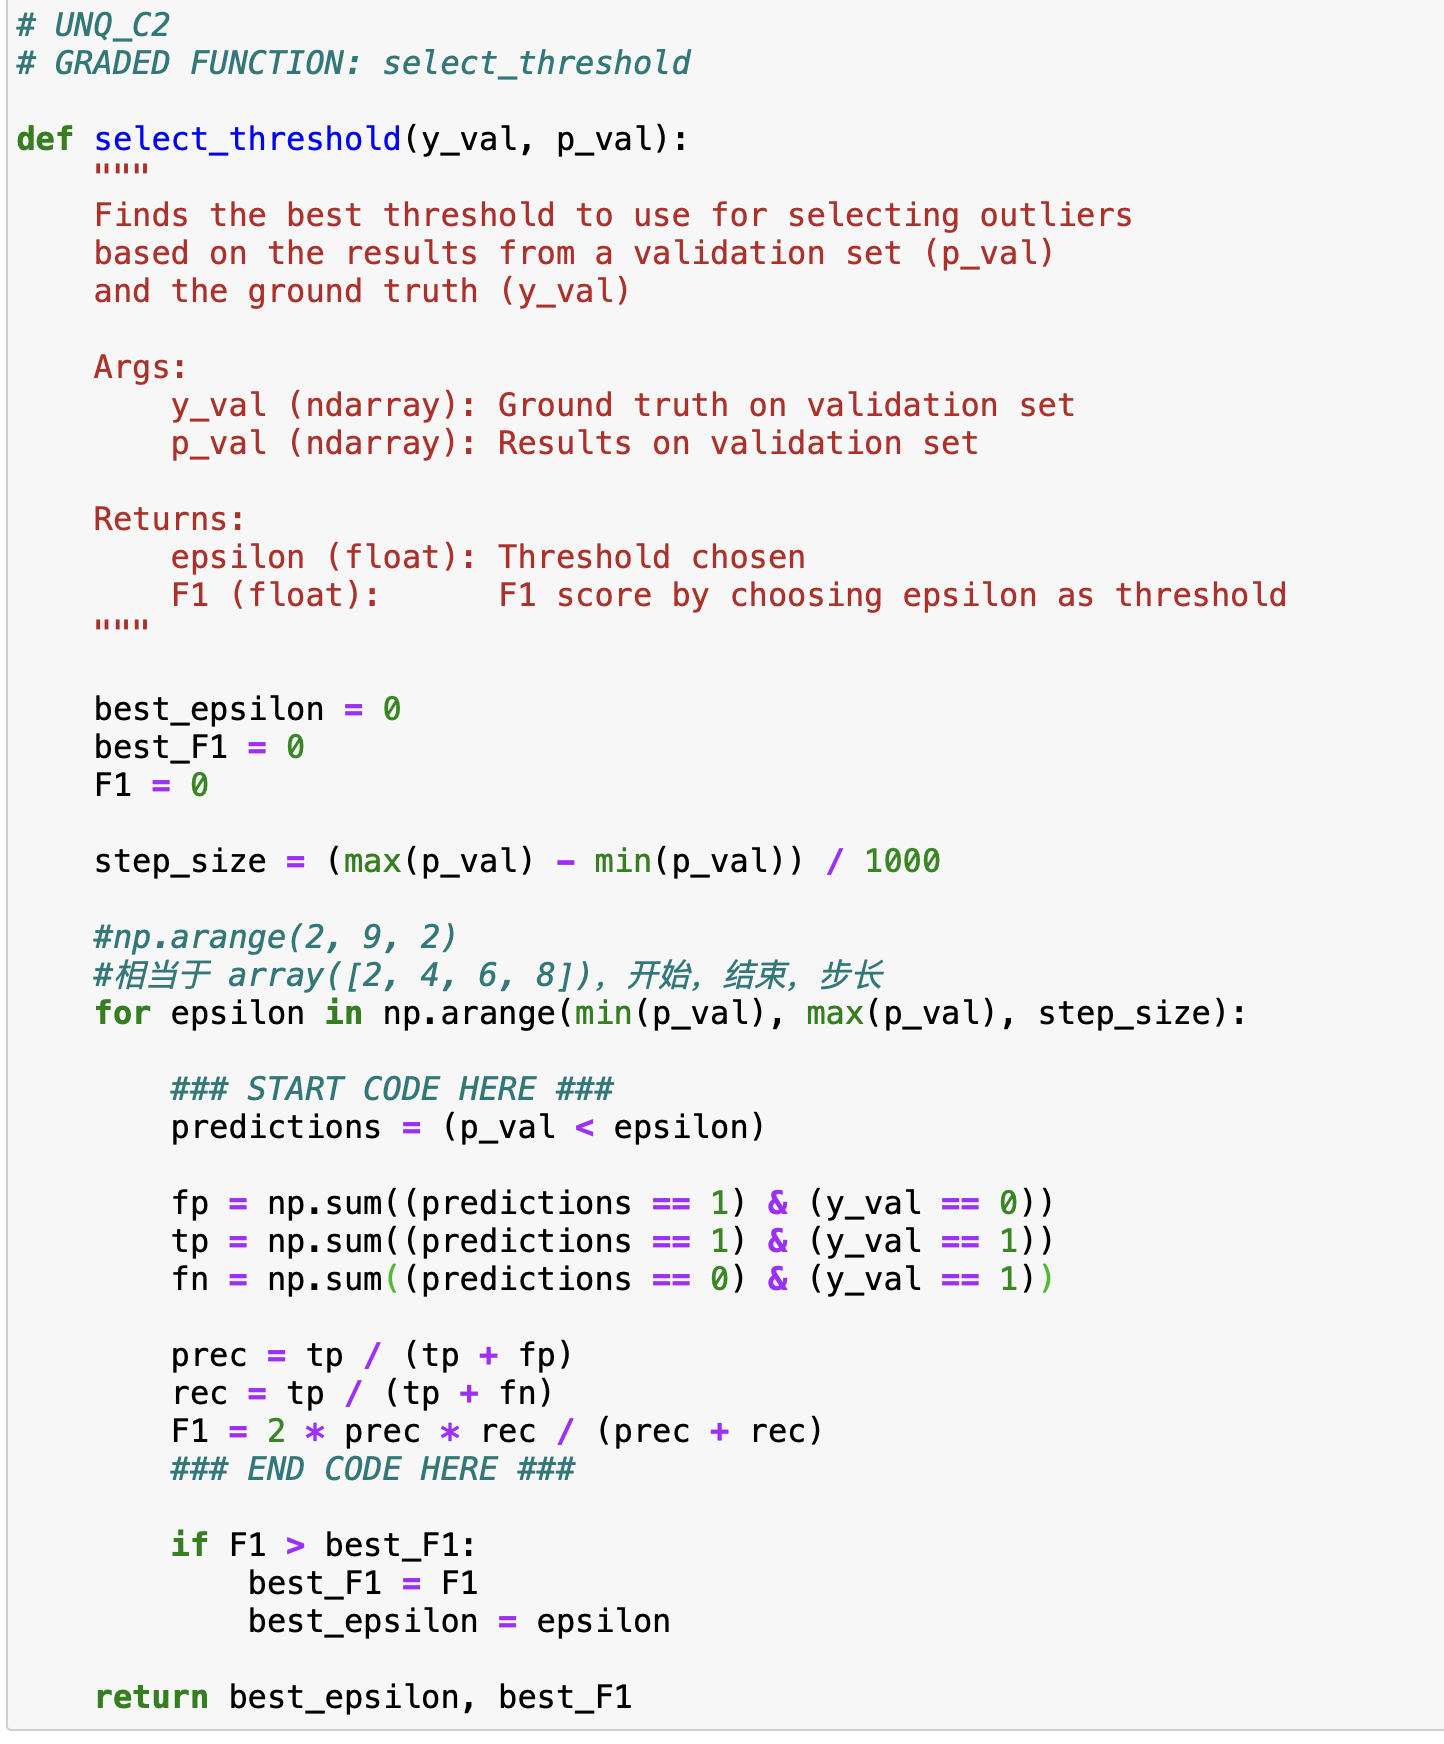 # UNQ_C2
# GRADED FUNCTION: select_threshold
def select_threshold(y_val, p_val):
    """
    Finds the best threshold to use for selecting outliers
    based on the results from a validation set (p_val)
    and the ground truth (y_val)
    Args:
        y_val (ndarray): Ground truth on validation set
        p_val (ndarray): Results on validation set
    Returns:
        epsilon (float): Threshold chosen
        F1 (float):      F1 score by choosing epsilon as threshold
    """
    best_epsilon = 0
    best_F1 = 0
    F1 = 0
    step_size = (max(p_val) - min(p_val)) / 1000
    #np.arange(2, 9, 2)
    #相当于 array([2, 4, 6, 8])，开始，结束，步长
    for epsilon in np.arange(min(p_val), max(p_val), step_size):
        ### START CODE HERE ###
        predictions = (p_val < epsilon)
        fp = np.sum((predictions == 1) & (y_val == 0))
        tp = np.sum((predictions == 1) & (y_val == 1))
        fn = np.sum((predictions == 0) & (y_val == 1))
        prec = tp / (tp + fp)
        rec = tp / (tp + fn)
        F1 = 2 * prec * rec / (prec + rec)
        ### END CODE HERE ###
        if F1 > best_F1:
            best_F1 = F1
            best_epsilon = epsilon
    return best_epsilon, best_F1